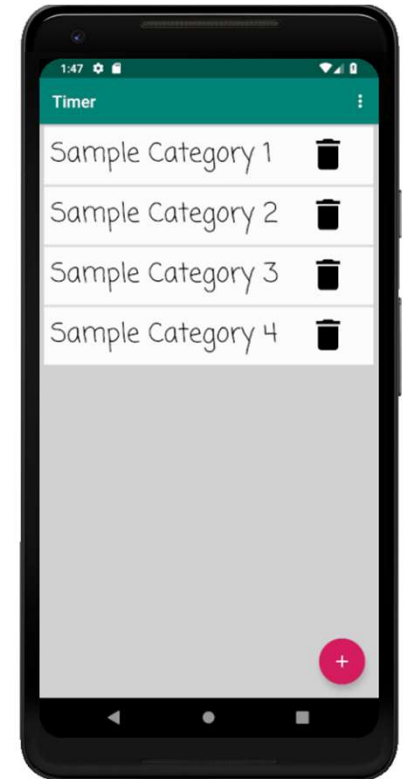 1:47
Timer
Sample Category 1
Sample Category 2
Sample Category 3
Sample Category 4
+